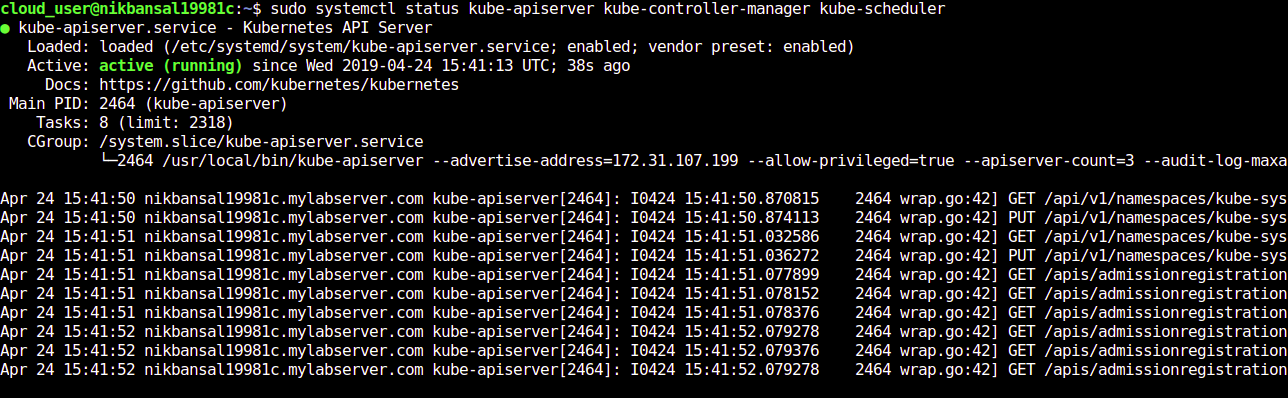 cloud_user@nikbansal19981c:~$ sudo systemctl status kube-apiserver kube-controller-manager kube-scheduler
● kube-apiserver.service - Kubernetes API Server
Loaded: loaded (/etc/systemd/system/kube-apiserver.service; enabled; vendor preset: enabled)
Active: active (running) since Wed 2019-04-24 15:41:13 UTC; 38s ago
Docs: https://github.com/kubernetes/kubernetes
Main PID: 2464 (kube-apiserver)
Tasks: 8 (limit: 2318)
CGroup: /system.slice/kube-apiserver.service
└─2464 /usr/local/bin/kube-apiserver --advertise-address=172.31.107.199 --allow-privileged=true --apiserver-count=3 --audit-log-maxa
Apr 24 15:41:50 nikbansal19981c.mylabserver.com kube-apiserver[2464]: I0424 15:41:50.870815 2464 wrap.go:42] GET /api/v1/namespaces/kube-sys
Apr 24 15:41:50 nikbansal19981c.mylabserver.com kube-apiserver[2464]: I0424 15:41:50.874113 2464 wrap.go:42] PUT /api/v1/namespaces/kube-sys
Apr 24 15:41:51 nikbansal19981c.mylabserver.com kube-apiserver[2464]: I0424 15:41:51.032586 2464 wrap.go:42] GET /api/v1/namespaces/kube-sys
Apr 24 15:41:51 nikbansal19981c.mylabserver.com kube-apiserver[2464]: I0424 15:41:51.036272 2464 wrap.go:42] PUT /api/v1/namespaces/kube-sys
Apr 24 15:41:51 nikbansal19981c.mylabserver.com kube-apiserver[2464]: I0424 15:41:51.077899 2464 wrap.go:42] GET /apis/admissionregistration
Apr 24 15:41:51 nikbansal19981c.mylabserver.com kube-apiserver[2464]: I0424 15:41:51.078152 2464 wrap.go:42] GET /apis/admissionregistration
Apr 24 15:41:51 nikbansal19981c.mylabserver.com kube-apiserver[2464]: I0424 15:41:51.078376 2464 wrap.go:42] GET /apis/admissionregistration
Apr 24 15:41:52 nikbansal19981c.mylabserver.com kube-apiserver[2464]: I0424 15:41:52.079278 2464 wrap.go:42] GET /apis/admissionregistration
Apr 24 15:41:52 nikbansal19981c.mylabserver.com kube-apiserver[2464]: I0424 15:41:52.079376 2464 wrap.go:42] GET /apis/admissionregistration
Apr 24 15:41:52 nikbansal19981c.mylabserver.com kube-apiserver[2464]: I0424 15:41:52.079278 2464 wrap.go:42] GET /apis/admissionregistration